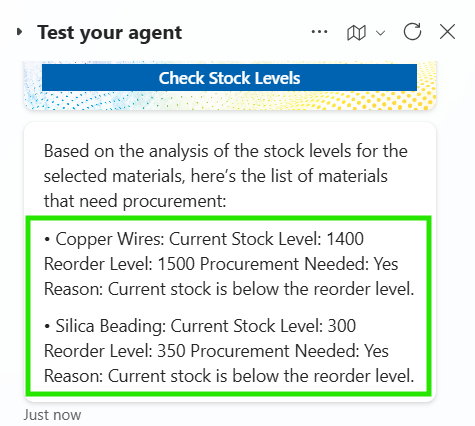 Test your agent
Check Stock Levels
Based on the analysis of the stock levels for the
selected materials, here's the list of materials
that need procurement:
• Copper Wires: Current Stock Level: 1400
Reorder Level: 1500 Procurement Needed: Yes
Reason: Current stock is below the reorder level.
• Silica Beading: Current Stock Level: 300
Reorder Level: 350 Procurement Needed: Yes
Reason: Current stock is below the reorder level.
Just now